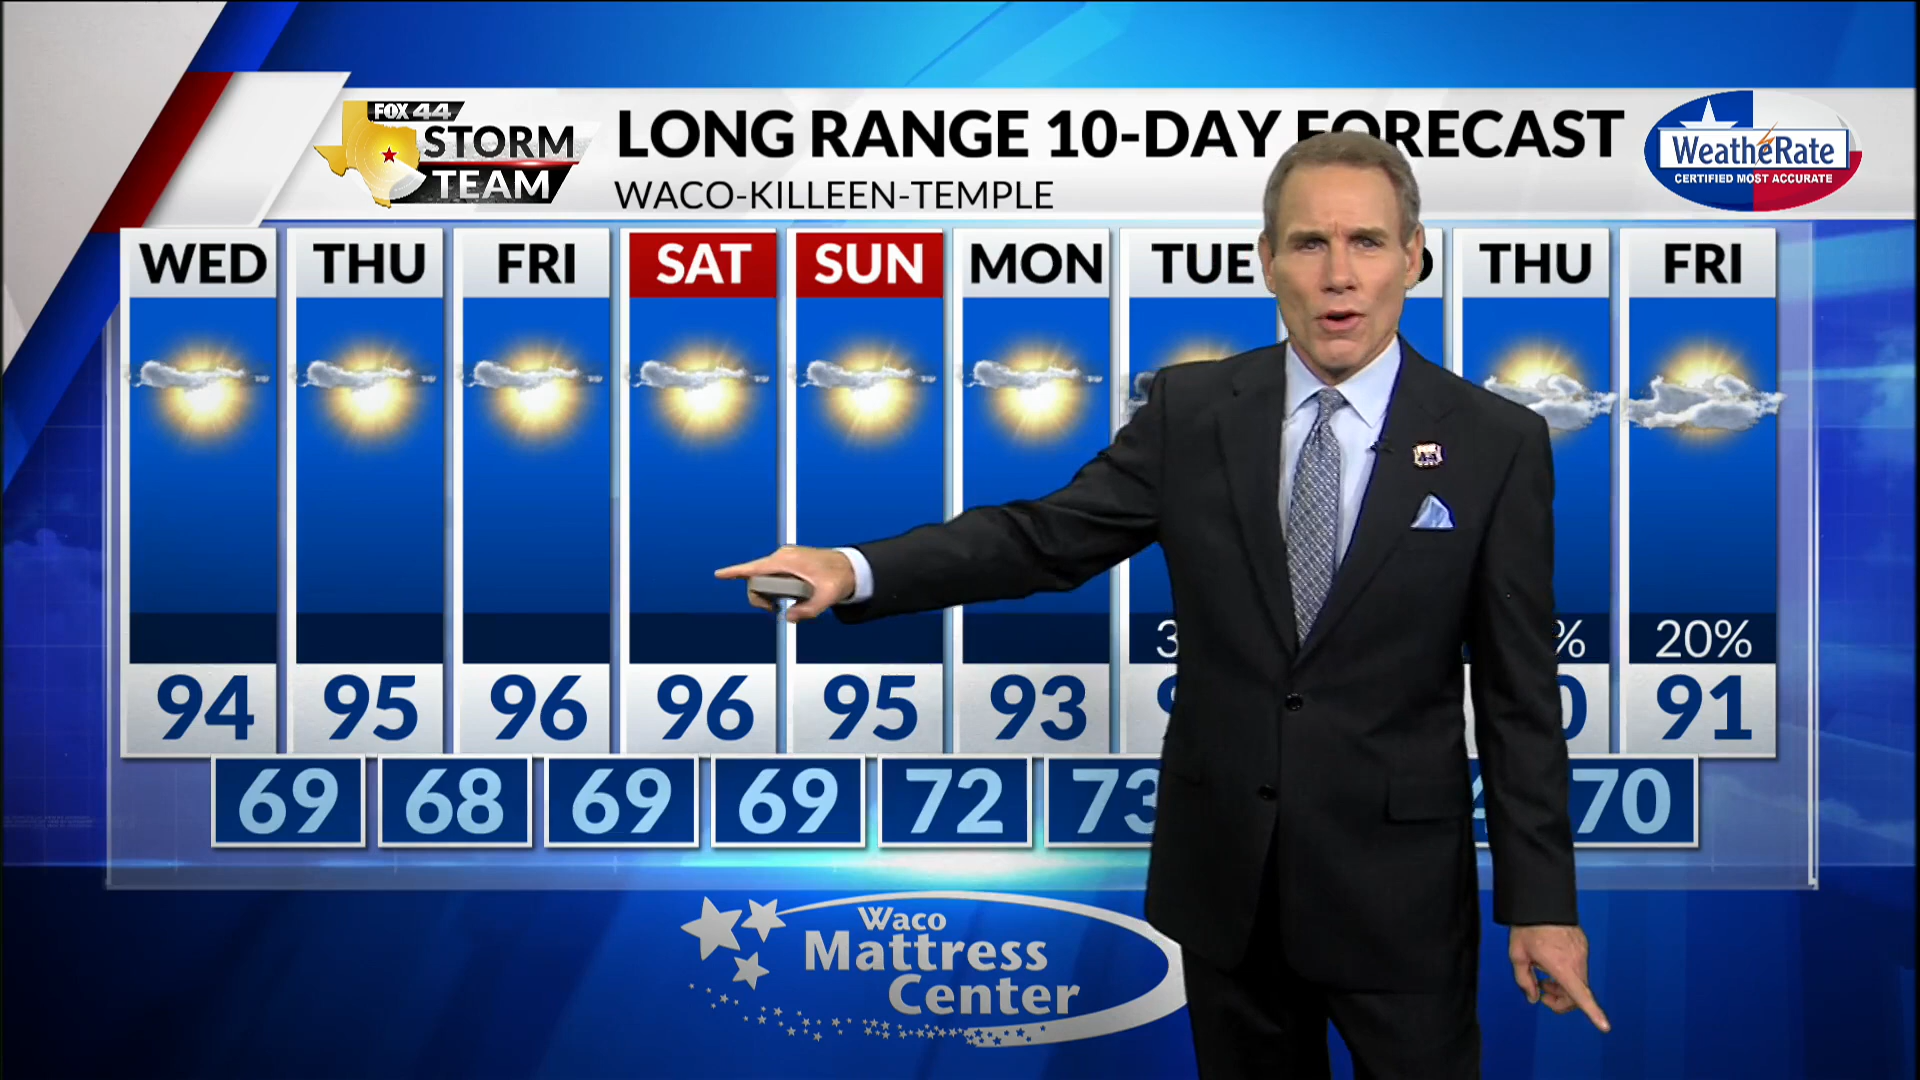 FOX 44
STORM
TEAM
LONG RANGE 10-DAY FORECAST
WACO-KILLEEN-TEMPLE
WeatheRate
CERTIFIED MOST ACCURATE
WED THU FRI SAT SUN MON TUE THU FRI
20%
94 95 96 96 95 93 91
69 68 69 69 72 73 70
Waco
Mattress
Center